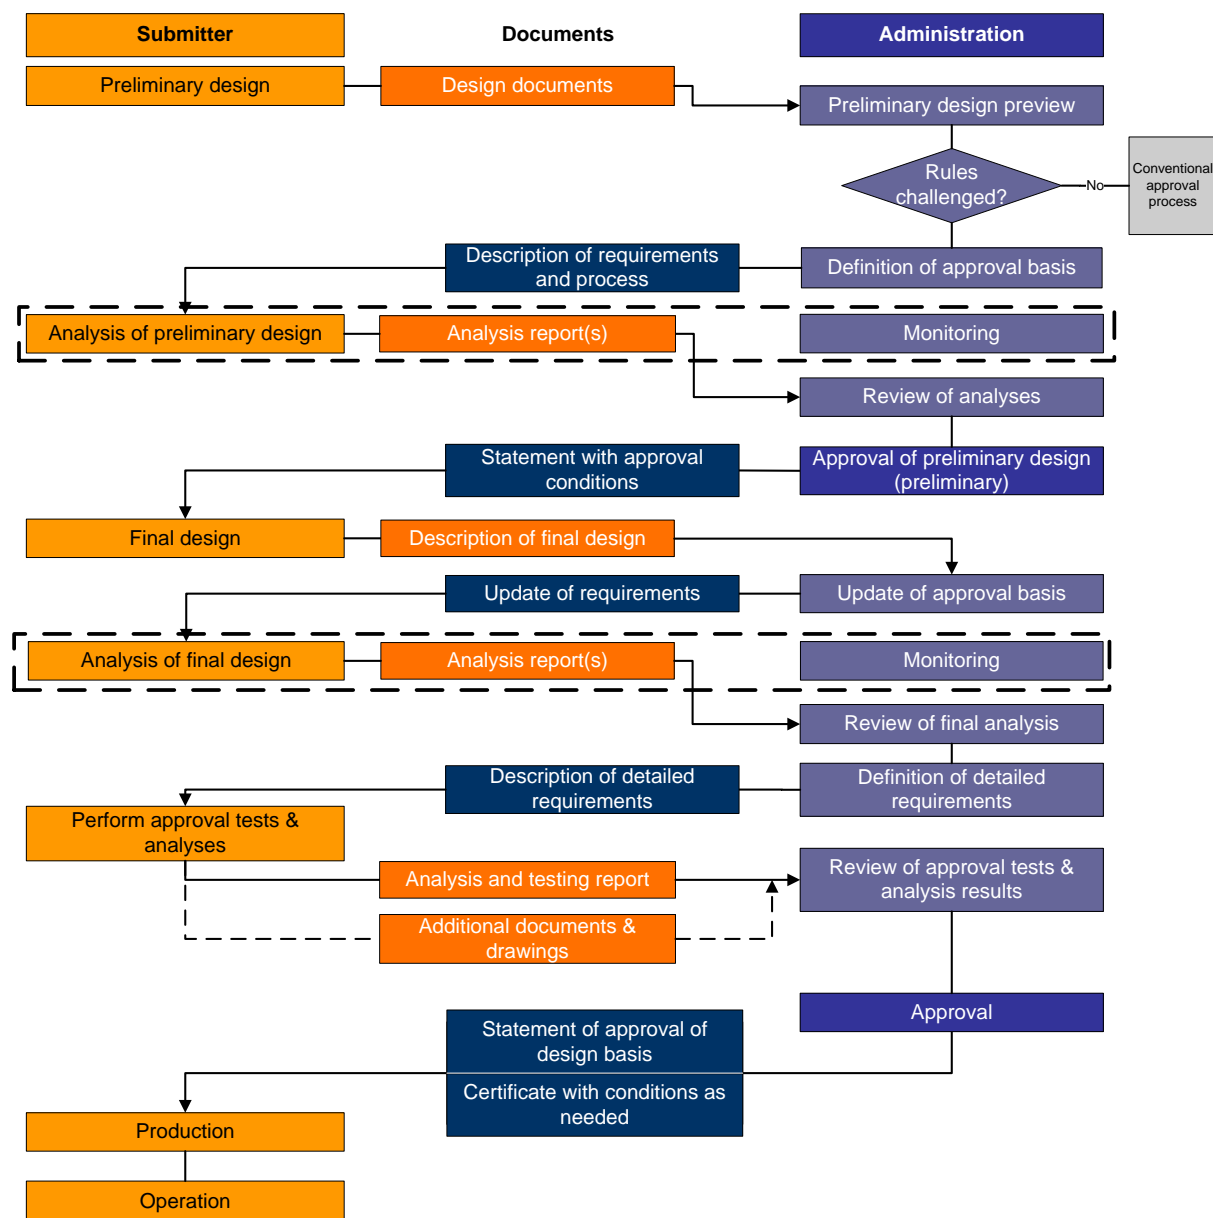 Submitter
Documents
Administration
Preliminary design
Design documents
Preliminary design preview
Rules
challenged?
No
Conventional
approval
process
Description of requirements
and process
Definition of approval basis
Analysis of preliminary design
Analysis report(s)
Monitoring
Review of analyses
Statement with approval
conditions
Approval of preliminary design
(preliminary)
Final design
Description of final design
Update of requirements
Update of approval basis
Analysis of final design
Analysis report(s)
Monitoring
Review of final analysis
Description of detailed
requirements
Definition of detailed
requirements
Perform approval tests &
analyses
Analysis and testing report
Review of approval tests &
analysis results
Additional documents &
drawings
Approval
Statement of approval of
design basis
Certificate with conditions as
needed
Production
Operation